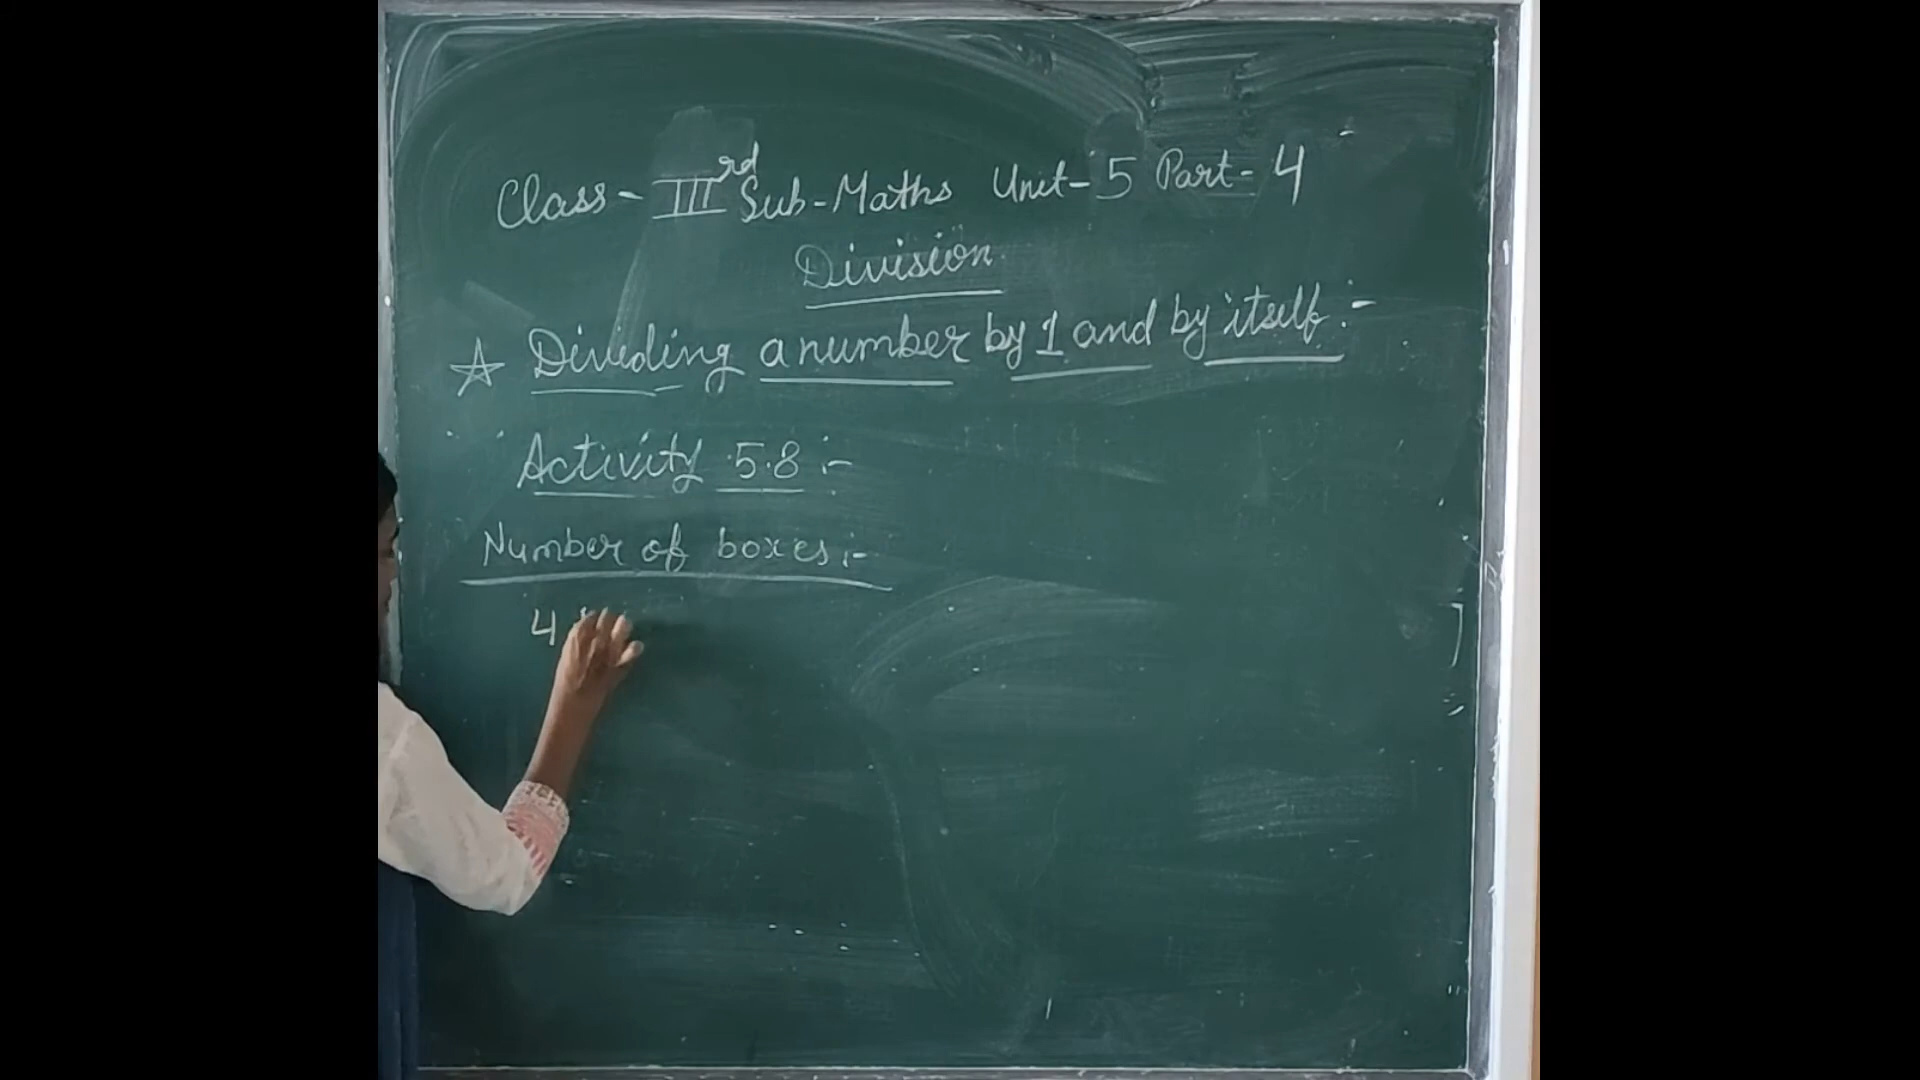 Class - III rd Sub - Maths Unit - 5 Part - 4
Division
☆ Dividing a number by 1 and by itself :-
Activity 5.8 :-
Number of boxes :-
4